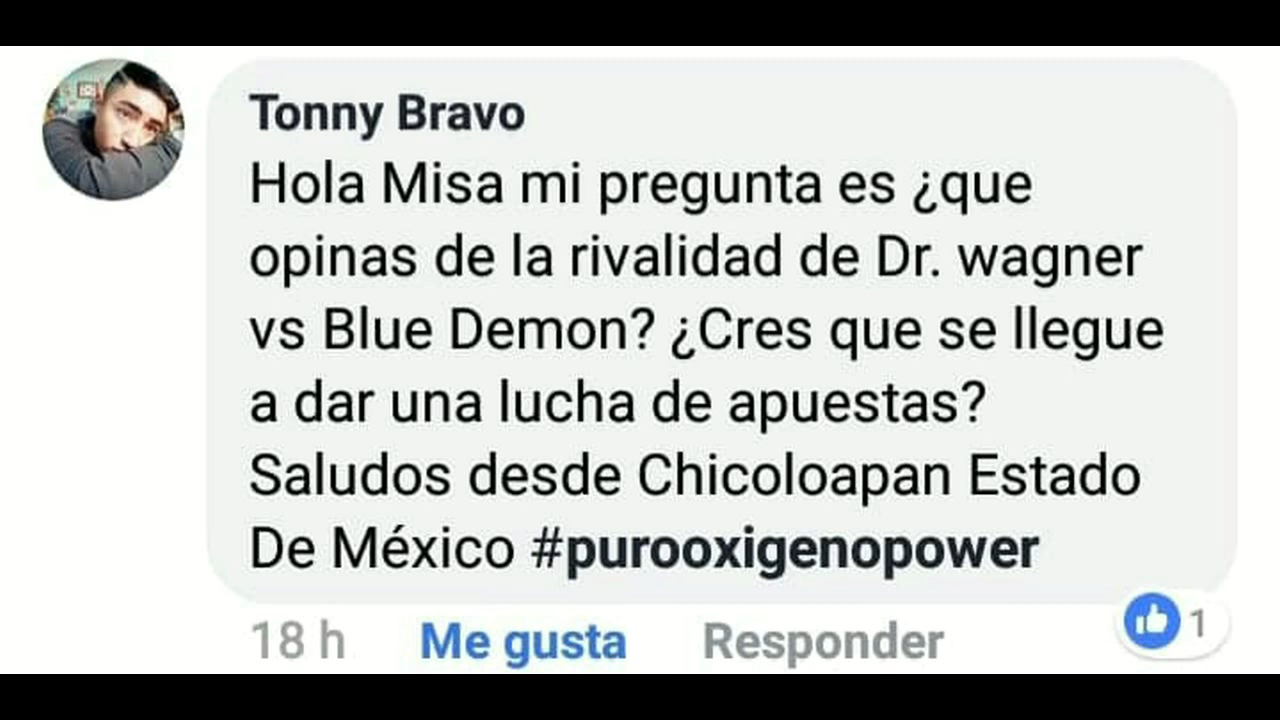 Tonny Bravo
Hola Misa mi pregunta es ¿que
opinas de la rivalidad de Dr. wagner
vs Blue Demon? ¿Cres que se llegue
a dar una lucha de apuestas?
Saludos desde Chicoloapan Estado
De México #purooxigenopower
18 h Me gusta Responder 1